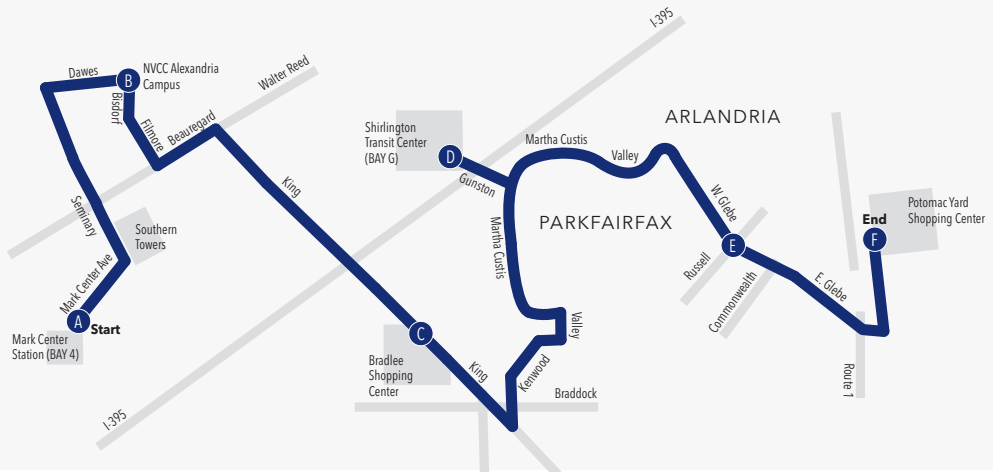 I-395
Dawes
B
NVCC Alexandria
Campus
Walter Reed
Bisdorf
Filmore
Beauregard
King
Seminary
Southern
Towers
Mark Center Ave
A
Start
Mark Center
Station (BAY 4)
Shirlington
Transit Center
(BAY G)
D
Gunston
Martha Custis
Valley
ARLANDRIA
PARKFAIRFAX
Martha Custis
Valley
Kenwood
C
Bradlee
Shopping
Center
King
Braddock
I-395
W. Glebe
E
Russell
Commonwealth
E. Glebe
Route 1
End
F
Potomac Yard
Shopping Center